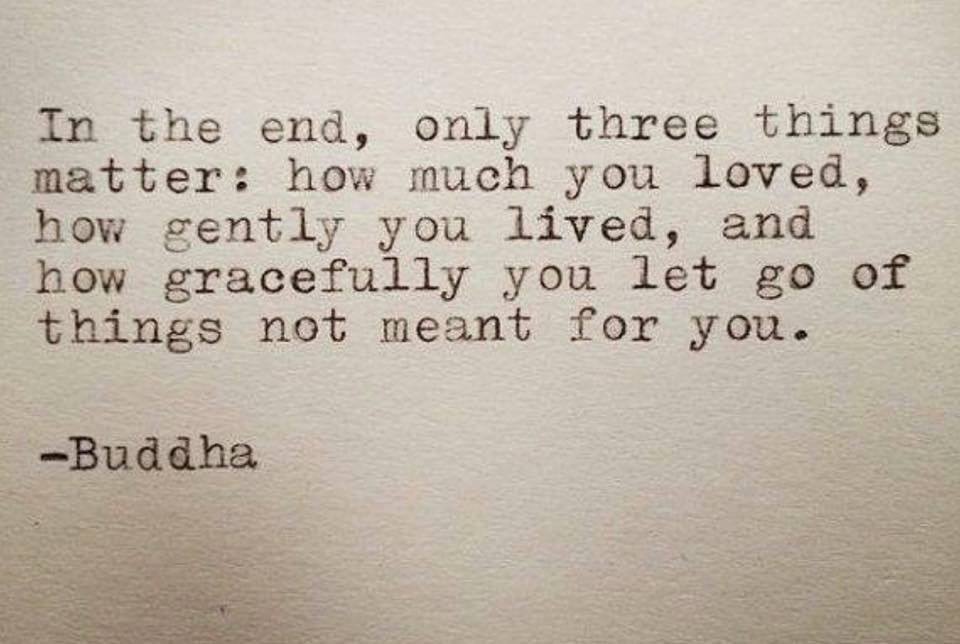 In the end, only three things
matter: how much you loved,
how gently you lived, and
how gracefully you let go of
things not meant for you.
-Buddha